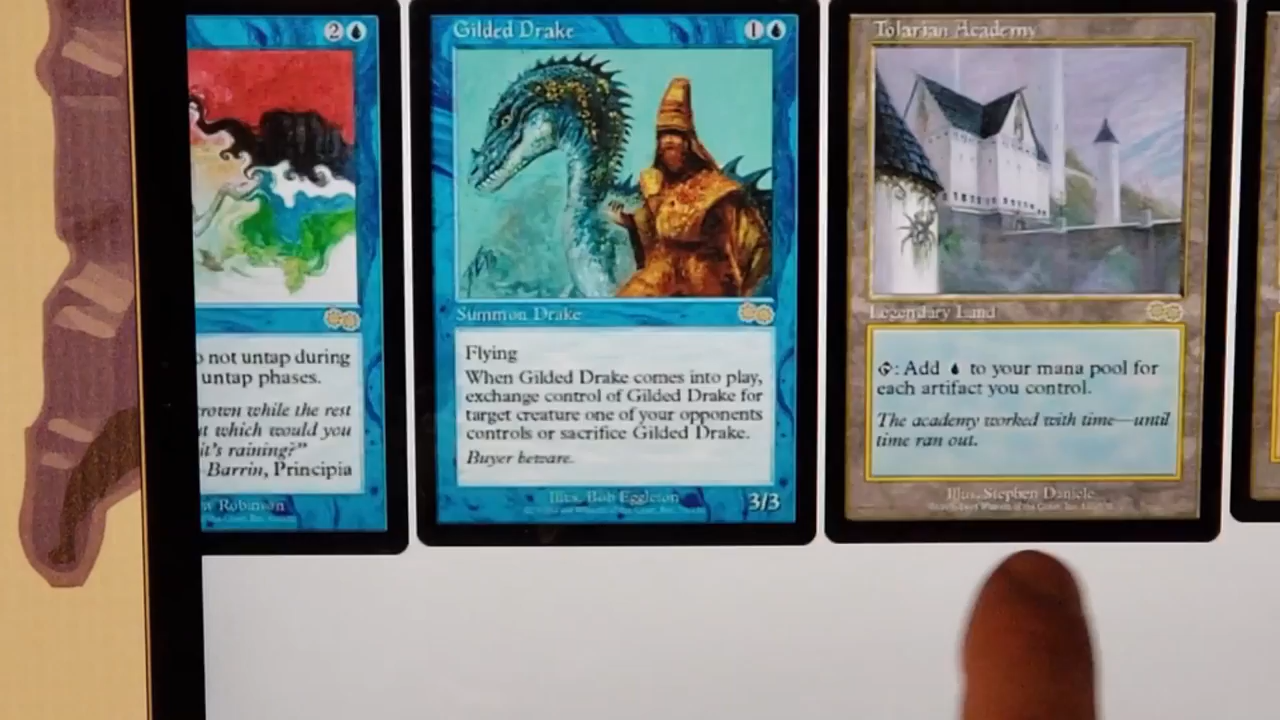 2
o not untap during
untap phases.
rown while the rest
t which would you
it's raining?"
Barrin, Principia
Robinson
Gilded Drake
1
Summon Drake
Flying
When Gilded Drake comes into play,
exchange control of Gilded Drake for
target creature one of your opponents
controls or sacrifice Gilded Drake.
Buyer beware.
Illus. Bob Eggleton
3/3
Tolarian Academy
Legendary Land
: Add to your mana pool for
each artifact you control.
The academy worked with time—until
time ran out.
Illus. Stephen Daniele